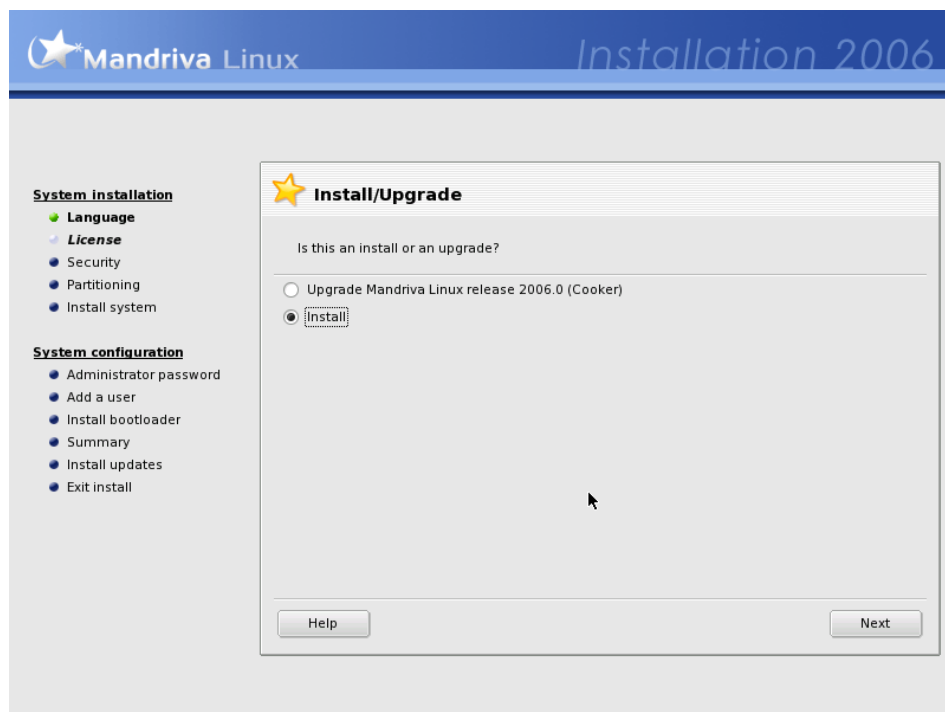 Mandriva Linux
Installation 2006
System installation
Language
License
Security
Partitioning
Install system
System configuration
Administrator password
Add a user
Install bootloader
Summary
Install updates
Exit install
Install/Upgrade
Is this an install or an upgrade?
Upgrade Mandriva Linux release 2006.0 (Cooker)
Install
Help
Next